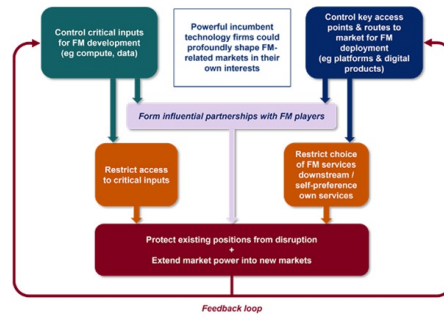 Control critical inputs
for FM development
(eg compute, data)
Powerful incumbent
technology firms could
profoundly shape FM-
related markets in their
own interests
Control key access
points & routes to
market for FM
deployment
(eg platforms & digital
products)
Form influential partnerships with FM players
Restrict access
to critical inputs
Restrict choice
of FM services
downstream /
self-preference
own services
Protect existing positions from disruption
+
Extend market power into new markets
Feedback loop